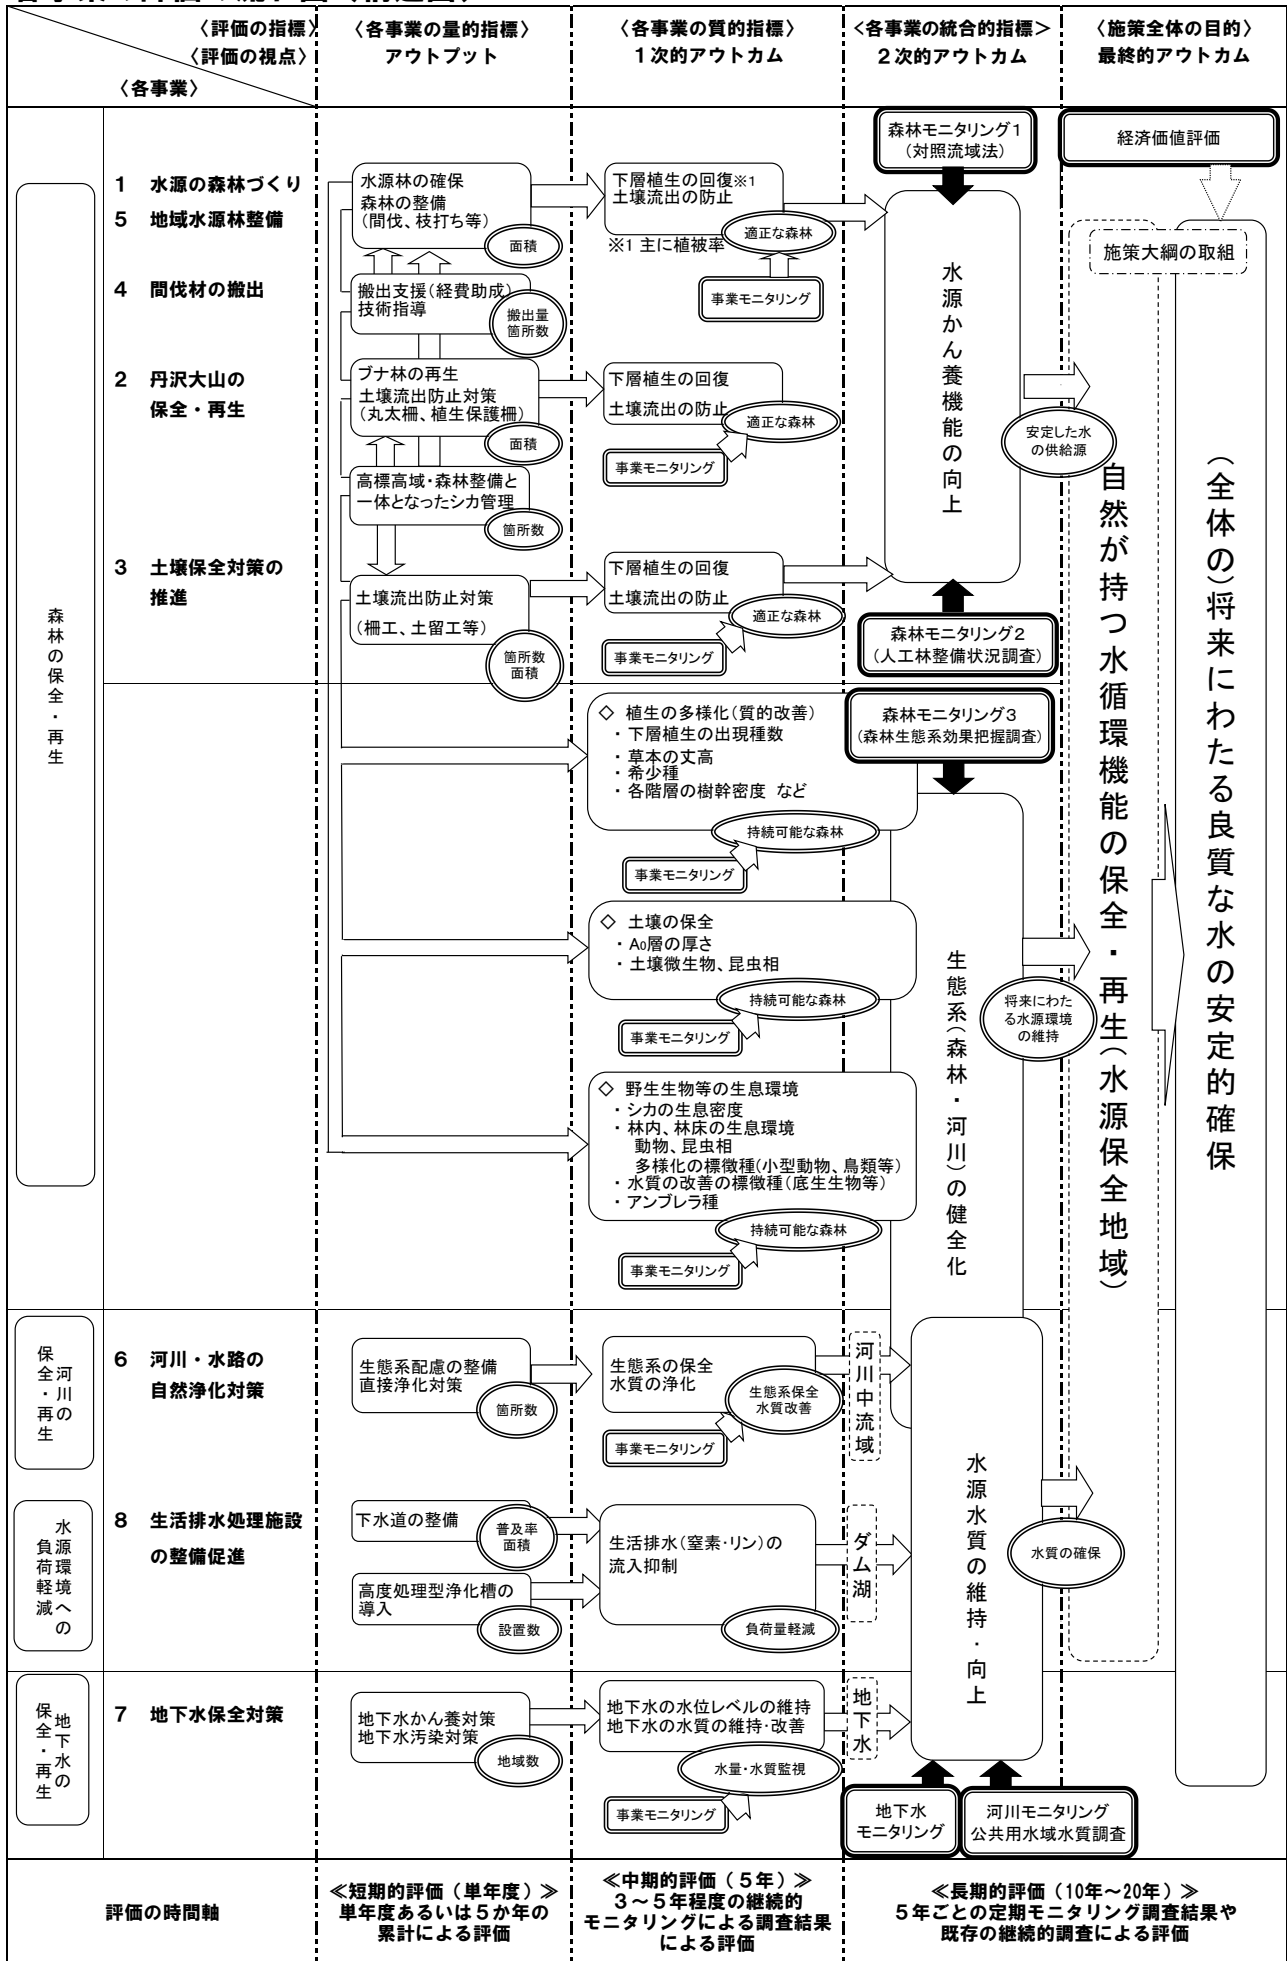 〈評価の指標〉
〈評価の視点〉
〈各事業〉
〈各事業の量的指標〉
アウトプット
〈各事業の質的指標〉
1次的アウトカム
<各事業の統合的指標>
2次的アウトカム
〈施策全体の目的〉
最終的アウトカム
森林の保全・再生
1 水源の森林づくり
5 地域水源林整備
4 間伐材の搬出
2 丹沢大山の
保全・再生
3 土壌保全対策の
推進
水源林の確保
森林の整備
(間伐、枝打ち等)
面積
搬出支援(経費助成)
技術指導
搬出量
箇所数
ブナ林の再生
土壌流出防止対策
(丸太柵、植生保護柵)
面積
高標高域・森林整備と
一体となったシカ管理
箇所数
土壌流出防止対策
(柵工、土留工等)
箇所数
面積
下層植生の回復※1
土壌流出の防止
適正な森林
※1 主に植被率
事業モニタリング
下層植生の回復
土壌流出の防止
適正な森林
事業モニタリング
下層植生の回復
土壌流出の防止
適正な森林
事業モニタリング
◇ 植生の多様化(質的改善)
・下層植生の出現種数
・草本の丈高
・希少種
・各階層の樹幹密度 など
持続可能な森林
事業モニタリング
◇ 土壌の保全
・A0層の厚さ
・土壌微生物、昆虫相
持続可能な森林
事業モニタリング
◇ 野生生物等の生息環境
・シカの生息密度
・林内、林床の生息環境
動物、昆虫相
多様化の標徴種(小型動物、鳥類等)
・水質の改善の標徴種(底生生物等)
・アンブレラ種
持続可能な森林
事業モニタリング
森林モニタリング1
(対照流域法)
水源かん養機能の向上
森林モニタリング2
(人工林整備状況調査)
森林モニタリング3
(森林生態系効果把握調査)
生態系(森林・河川)の健全化
安定した水
の供給源
将来にわた
る水源環境
の維持
経済価値評価
施策大綱の取組
自然が持つ水循環機能の保全・再生(水源保全地域)
(全体の)将来にわたる良質な水の安定的確保
河川の
保全・再生
6 河川・水路の
自然浄化対策
生態系配慮の整備
直接浄化対策
箇所数
生態系の保全
水質の浄化
生態系保全
水質改善
事業モニタリング
河川中流域
水源環境への
負荷軽減
8 生活排水処理施設
の整備促進
下水道の整備
普及率
面積
高度処理型浄化槽の
導入
設置数
生活排水(窒素・リン)の
流入抑制
負荷量軽減
ダム湖
水源水質の維持・向上
水質の確保
地下水の
保全・再生
7 地下水保全対策
地下水かん養対策
地下水汚染対策
地域数
地下水の水位レベルの維持
地下水の水質の維持・改善
水量・水質監視
事業モニタリング
地下水
地下水
モニタリング
河川モニタリング
公共用水域水質調査
評価の時間軸
≪短期的評価(単年度)≫
単年度あるいは5か年の
累計による評価
≪中期的評価(5年)≫
3～5年程度の継続的
モニタリングによる調査結果
による評価
≪長期的評価(10年～20年)≫
5年ごとの定期モニタリング調査結果や
既存の継続的調査による評価